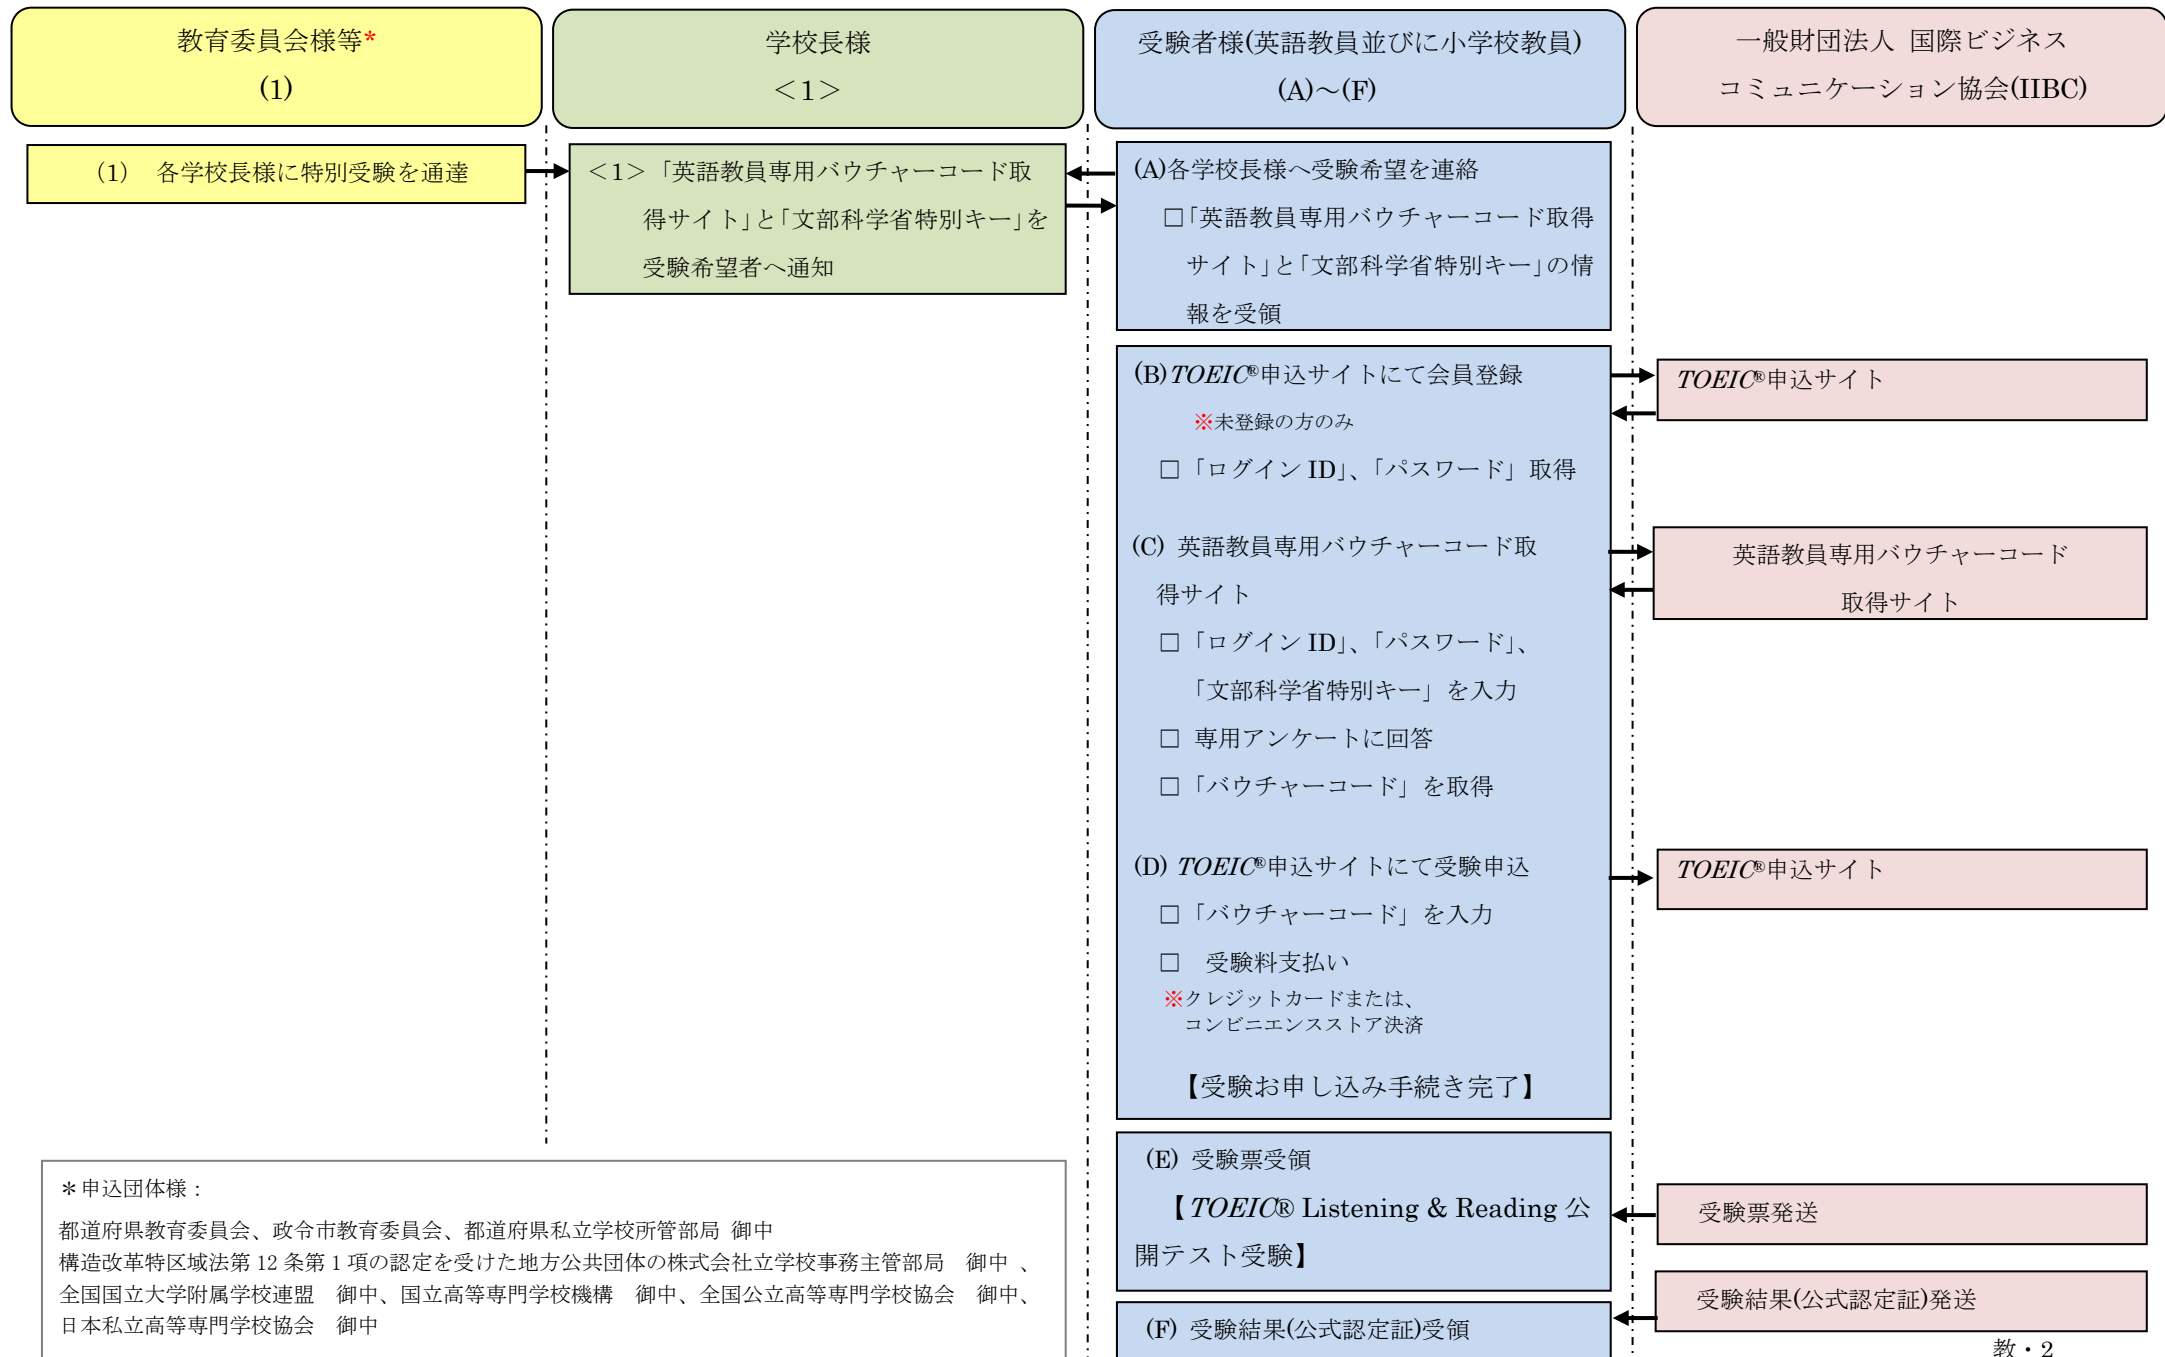 教育委員会様等*
(1)
学校長様
＜1＞
受験者様(英語教員並びに小学校教員)
(A)～(F)
一般財団法人 国際ビジネス
コミュニケーション協会(IIBC)
(1)　各学校長様に特別受験を通達
＜1＞「英語教員専用バウチャーコード取
得サイト」と「文部科学省特別キー」を
受験希望者へ通知
(A)各学校長様へ受験希望を連絡
□「英語教員専用バウチャーコード取得
サイト」と「文部科学省特別キー」の情
報を受領
(B)TOEIC®申込サイトにて会員登録
※未登録の方のみ
□「ログイン ID」、「パスワード」取得
TOEIC®申込サイト
(C) 英語教員専用バウチャーコード取
得サイト
□「ログイン ID」、「パスワード」、
「文部科学省特別キー」を入力
□ 専用アンケートに回答
□「バウチャーコード」を取得
英語教員専用バウチャーコード
取得サイト
(D) TOEIC®申込サイトにて受験申込
□「バウチャーコード」を入力
□　受験料支払い
※クレジットカードまたは、
コンビニエンスストア決済
【受験お申し込み手続き完了】
TOEIC®申込サイト
(E) 受験票受領
【TOEIC® Listening & Reading 公
開テスト受験】
受験票発送
(F) 受験結果(公式認定証)受領
受験結果(公式認定証)発送
＊申込団体様：
都道府県教育委員会、政令市教育委員会、都道府県私立学校所管部局 御中
構造改革特区域法第 12 条第 1 項の認定を受けた地方公共団体の株式会社立学校事務主管部局　御中 、
全国国立大学附属学校連盟　御中、国立高等専門学校機構　御中、全国公立高等専門学校協会　御中、
日本私立高等専門学校協会　御中
教・2